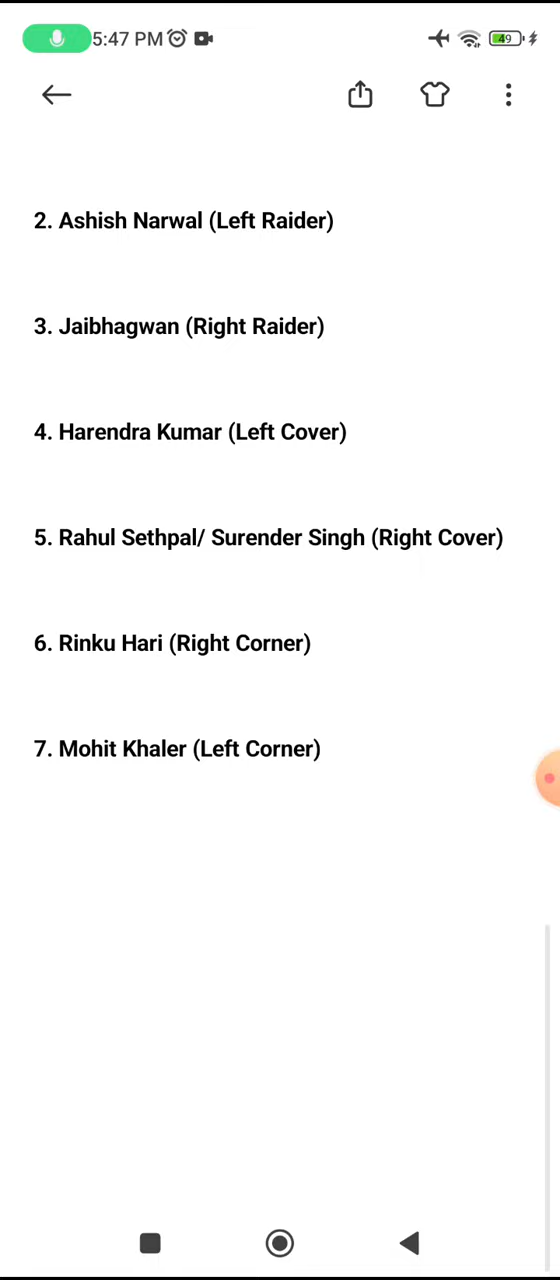 5:47 PM
49
2. Ashish Narwal (Left Raider)
3. Jaibhagwan (Right Raider)
4. Harendra Kumar (Left Cover)
5. Rahul Sethpal/ Surender Singh (Right Cover)
6. Rinku Hari (Right Corner)
7. Mohit Khaler (Left Corner)